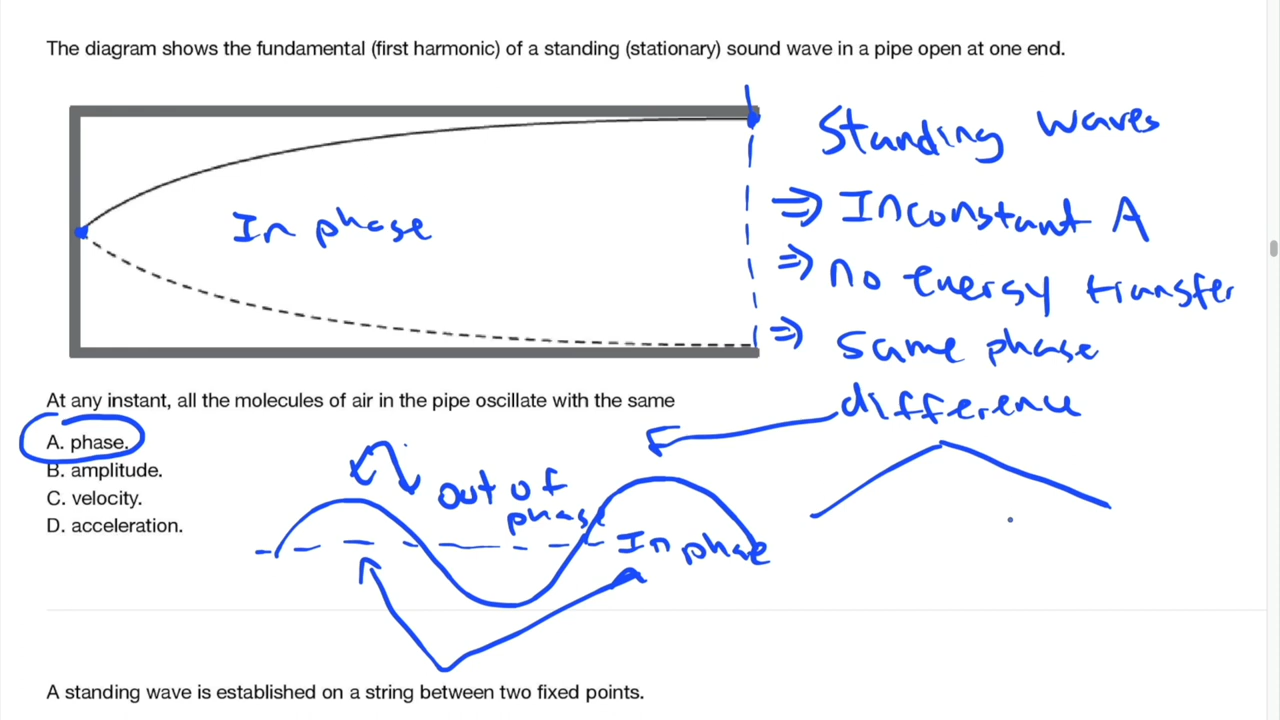 The diagram shows the fundamental (first harmonic) of a standing (stationary) sound wave in a pipe open at one end.
Standing waves
⇒ Inconstant A
In phase
⇒ no energy transfer
⇒ same phase
difference
At any instant, all the molecules of air in the pipe oscillate with the same
A. phase.
B. amplitude.
C. velocity.
D. acceleration.
out of
phase
In phase
A standing wave is established on a string between two fixed points.